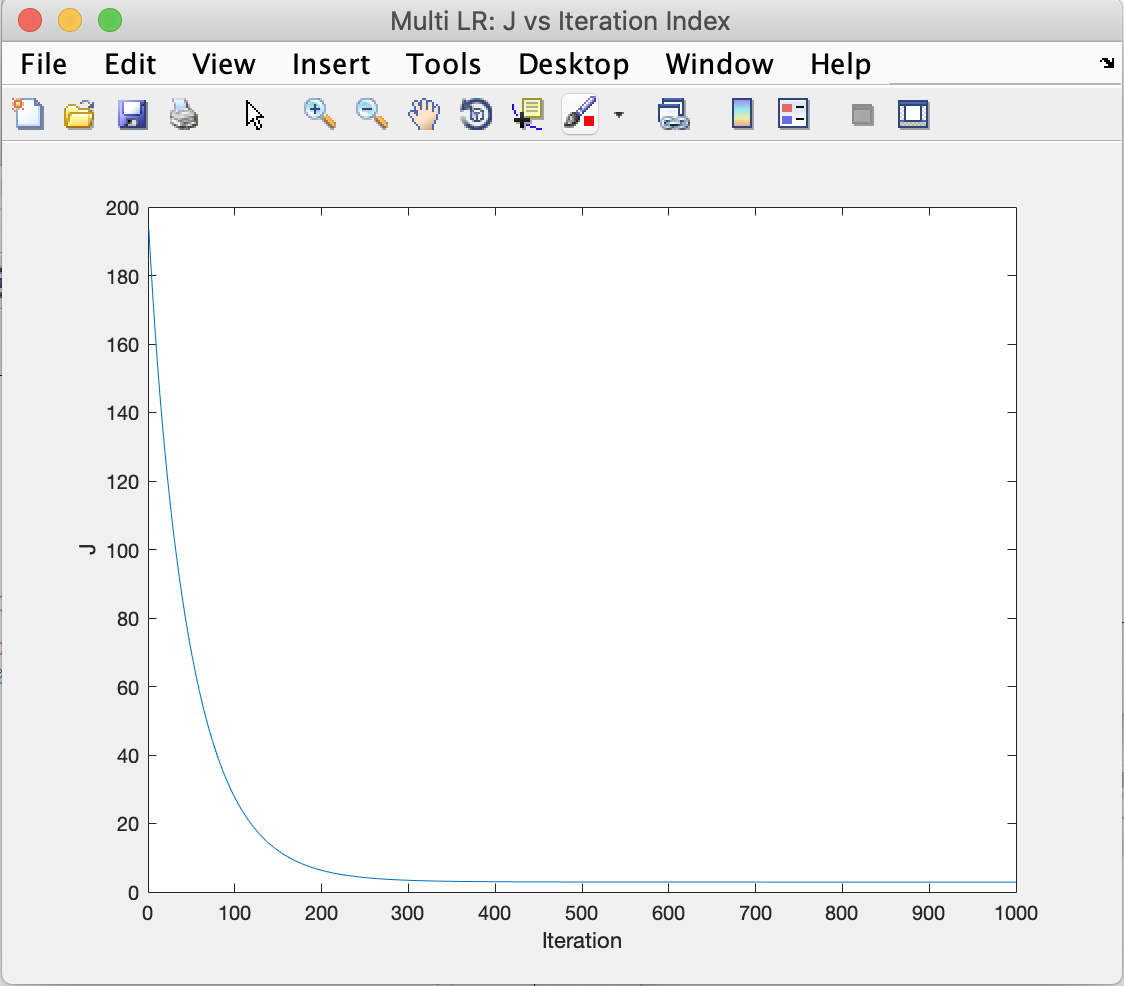 Multi LR: J vs Iteration Index
File Edit View Insert Tools Desktop Window Help
200
180
160
140
120
100
80
60
40
20
0
J
0 100 200 300 400 500 600 700 800 900 1000
Iteration